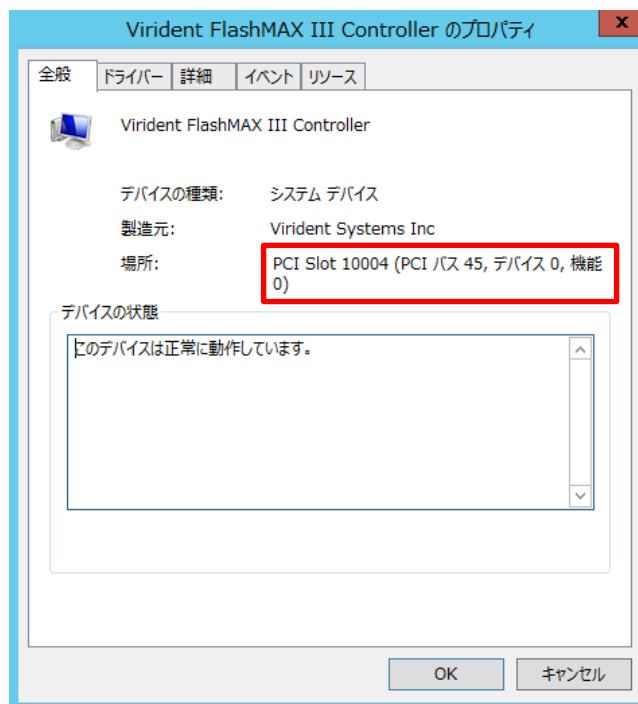 Virident FlashMAX III Controller のプロパティ
x
全般 ドライバー 詳細 イベント リソース
Virident FlashMAX III Controller
デバイスの種類: システム デバイス
製造元: Virident Systems Inc
場所: PCI Slot 10004 (PCI バス 45, デバイス 0, 機能
0)
デバイスの状態
このデバイスは正常に動作しています。
OK キャンセル